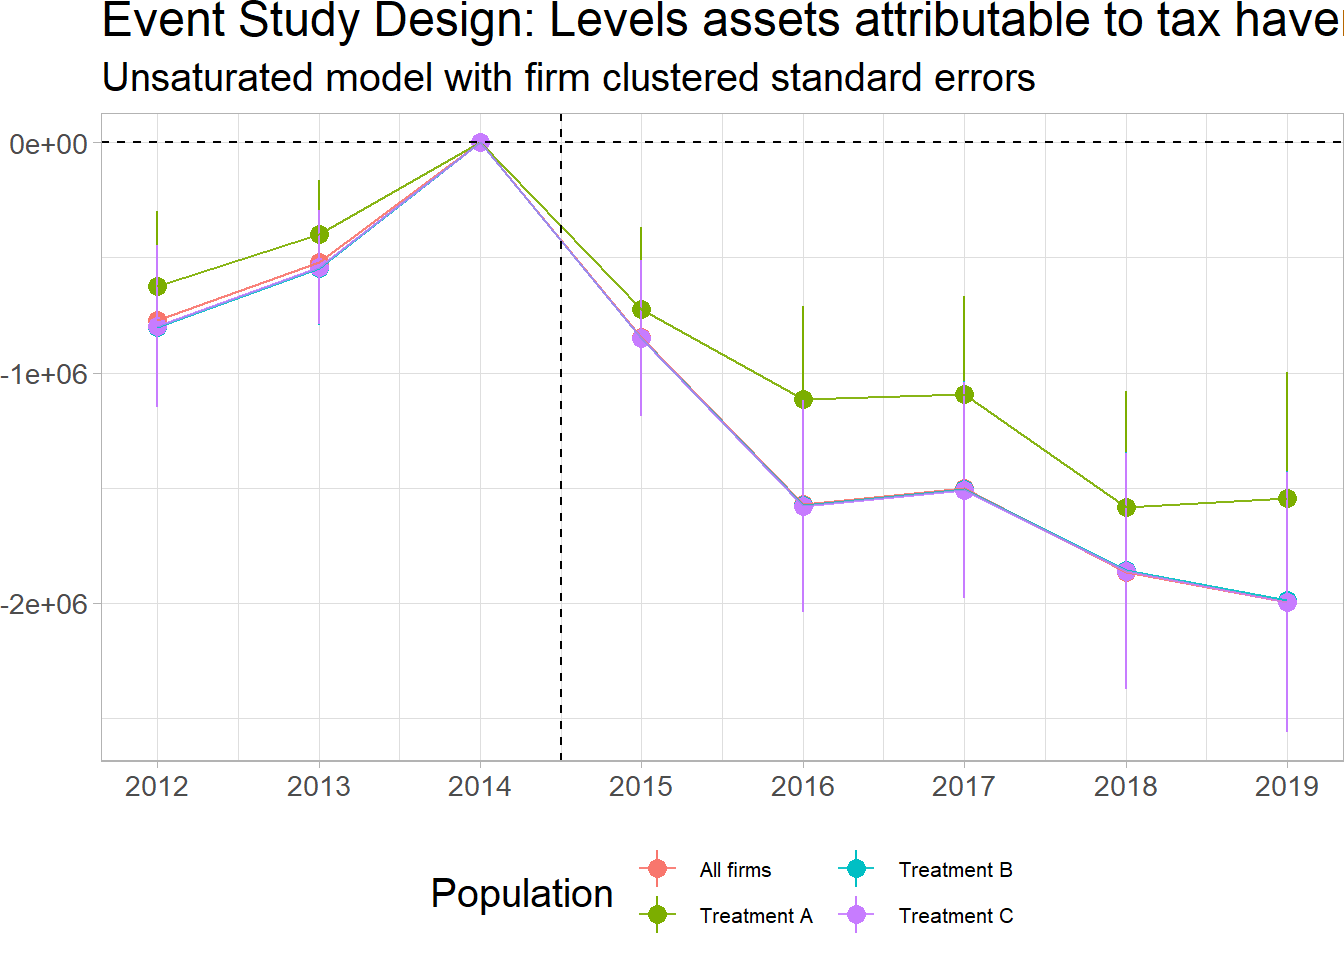 Event Study Design: Levels assets attributable to tax haven
Unsaturated model with firm clustered standard errors
0e+00
-1e+06
-2e+06
2012 2013 2014 2015 2016 2017 2018 2019
Population
All firms
Treatment A
Treatment B
Treatment C